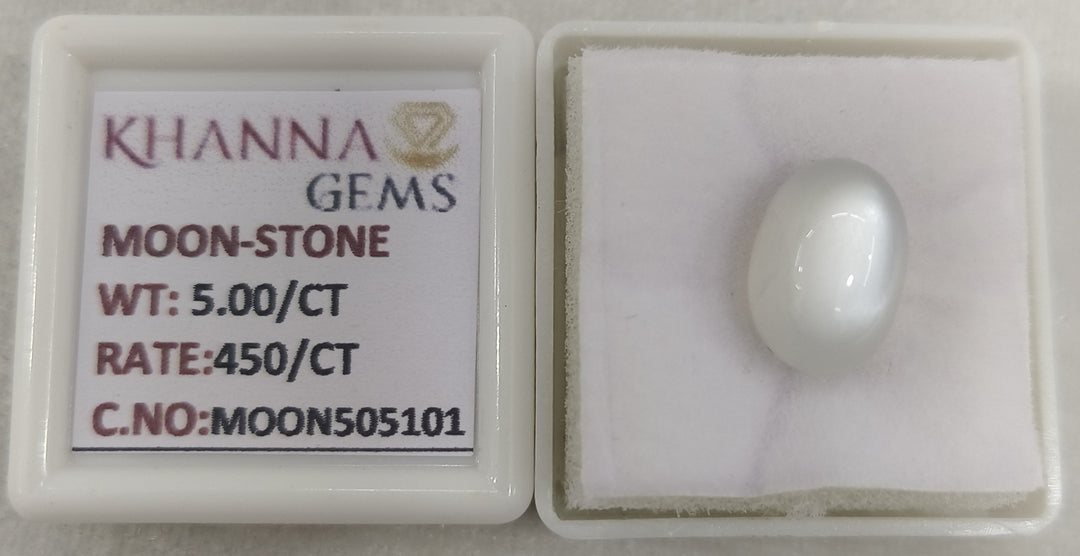 KHANNA
GEMS
MOON-STONE
WT: 5.00/CT
RATE:450/CT
C.NO:MOON505101